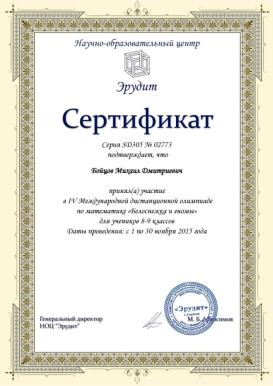 Научно-образовательный центр
Эрудит
Сертификат
Серия SD305 № 02773
подтверждает, что
Бойцов Михаил Дмитриевич
принял(а) участие
в IV Международной дистанционной олимпиаде
по математике «Белоснежка и гномы»
для учеников 8-9 классов
Даты проведения: с 1 по 30 ноября 2015 года
Генеральный директор
НОЦ "Эрудит"
«Эрудит»
М. Б.